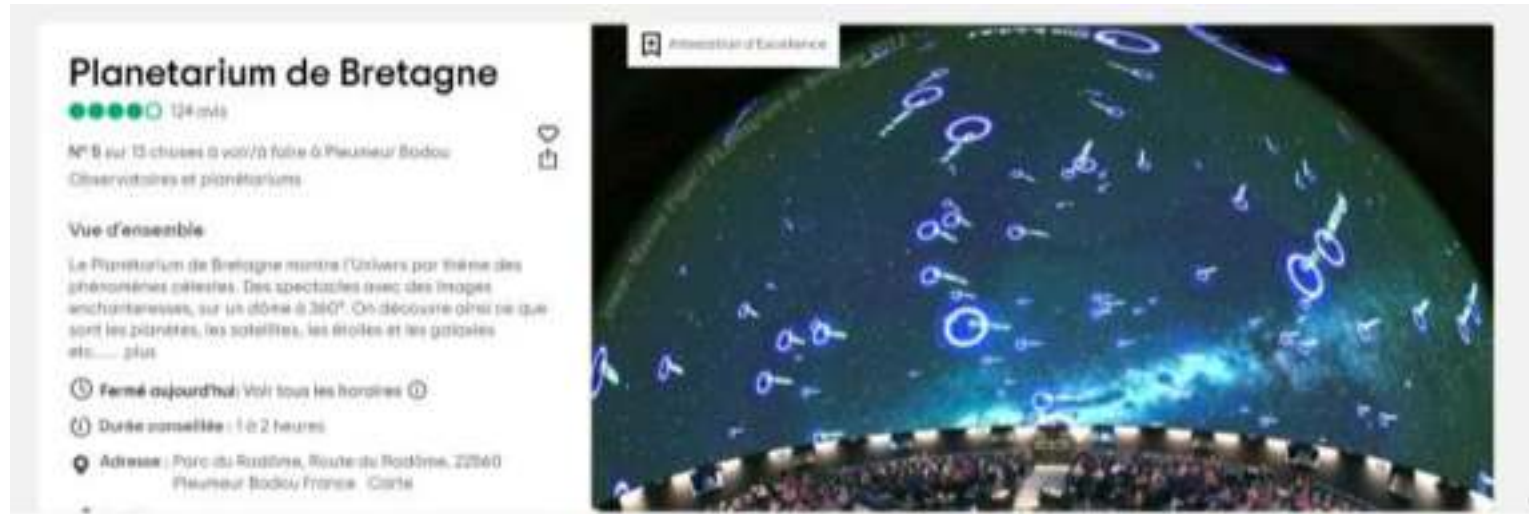 Planetarium de Bretagne
124 avis
N° 5 sur 13 choses à voir/à faire à Pleumeur Bodou
Observatoires et planétariums
Vue d'ensemble
Le Planétarium de Bretagne montre l'Univers par thème des
phénomènes célestes. Des spectacles avec des images
enchanteresses, sur un dôme à 360°. On découvre ainsi ce que
sont les planètes, les satellites, les étoiles et les galaxies
etc...... plus
Fermé aujourd'hui: Voir tous les horaires
Durée conseillée : 1 à 2 heures
Adresse : Parc du Radôme, Route du Radôme, 22560
Pleumeur Bodou France Carte
Attestation d'Excellence